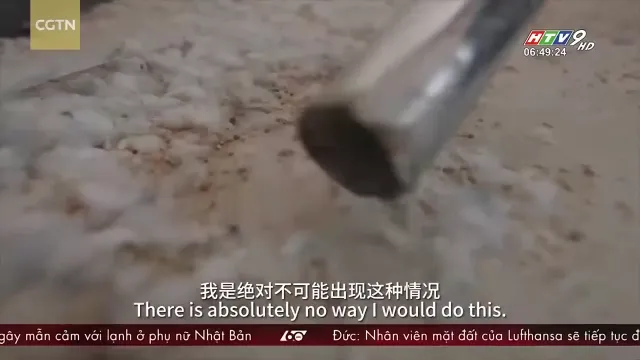 CGTN
HTV9 HD
06:49:24
我是绝对不可能出现这种情况
There is absolutely no way I would do this.
gây mẫn cảm với lạnh ở phụ nữ Nhật Bản
Đức: Nhân viên mặt đất của Lufthansa sẽ tiếp tục đ